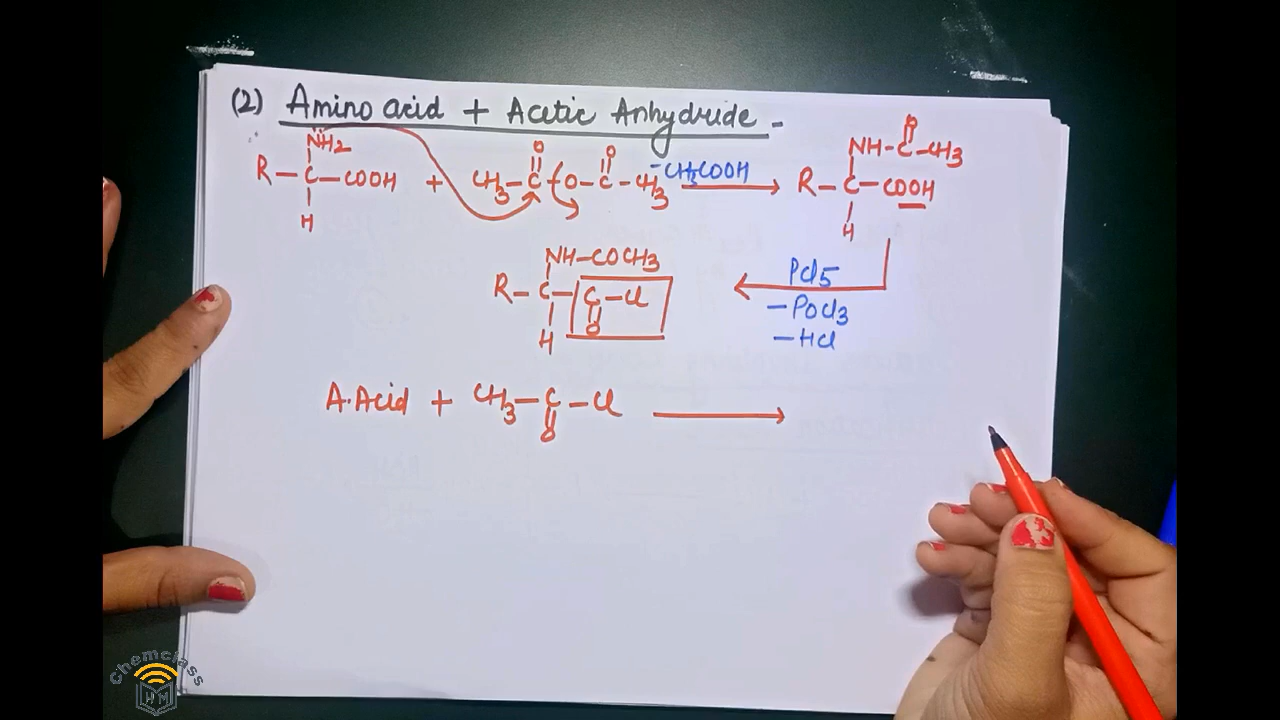 (2) Amino acid + Acetic Anhydride -
NH2 O O -CH3COOH NH-C-CH3
R-C-COOH + CH3-C-O-C-CH3 → R-C-COOH
H H
NH-COCH3 PCl5
R-C-C-Cl ←
O -POCl3
H -HCl
A.Acid + CH3-C-Cl →
O
Chemclass
HM